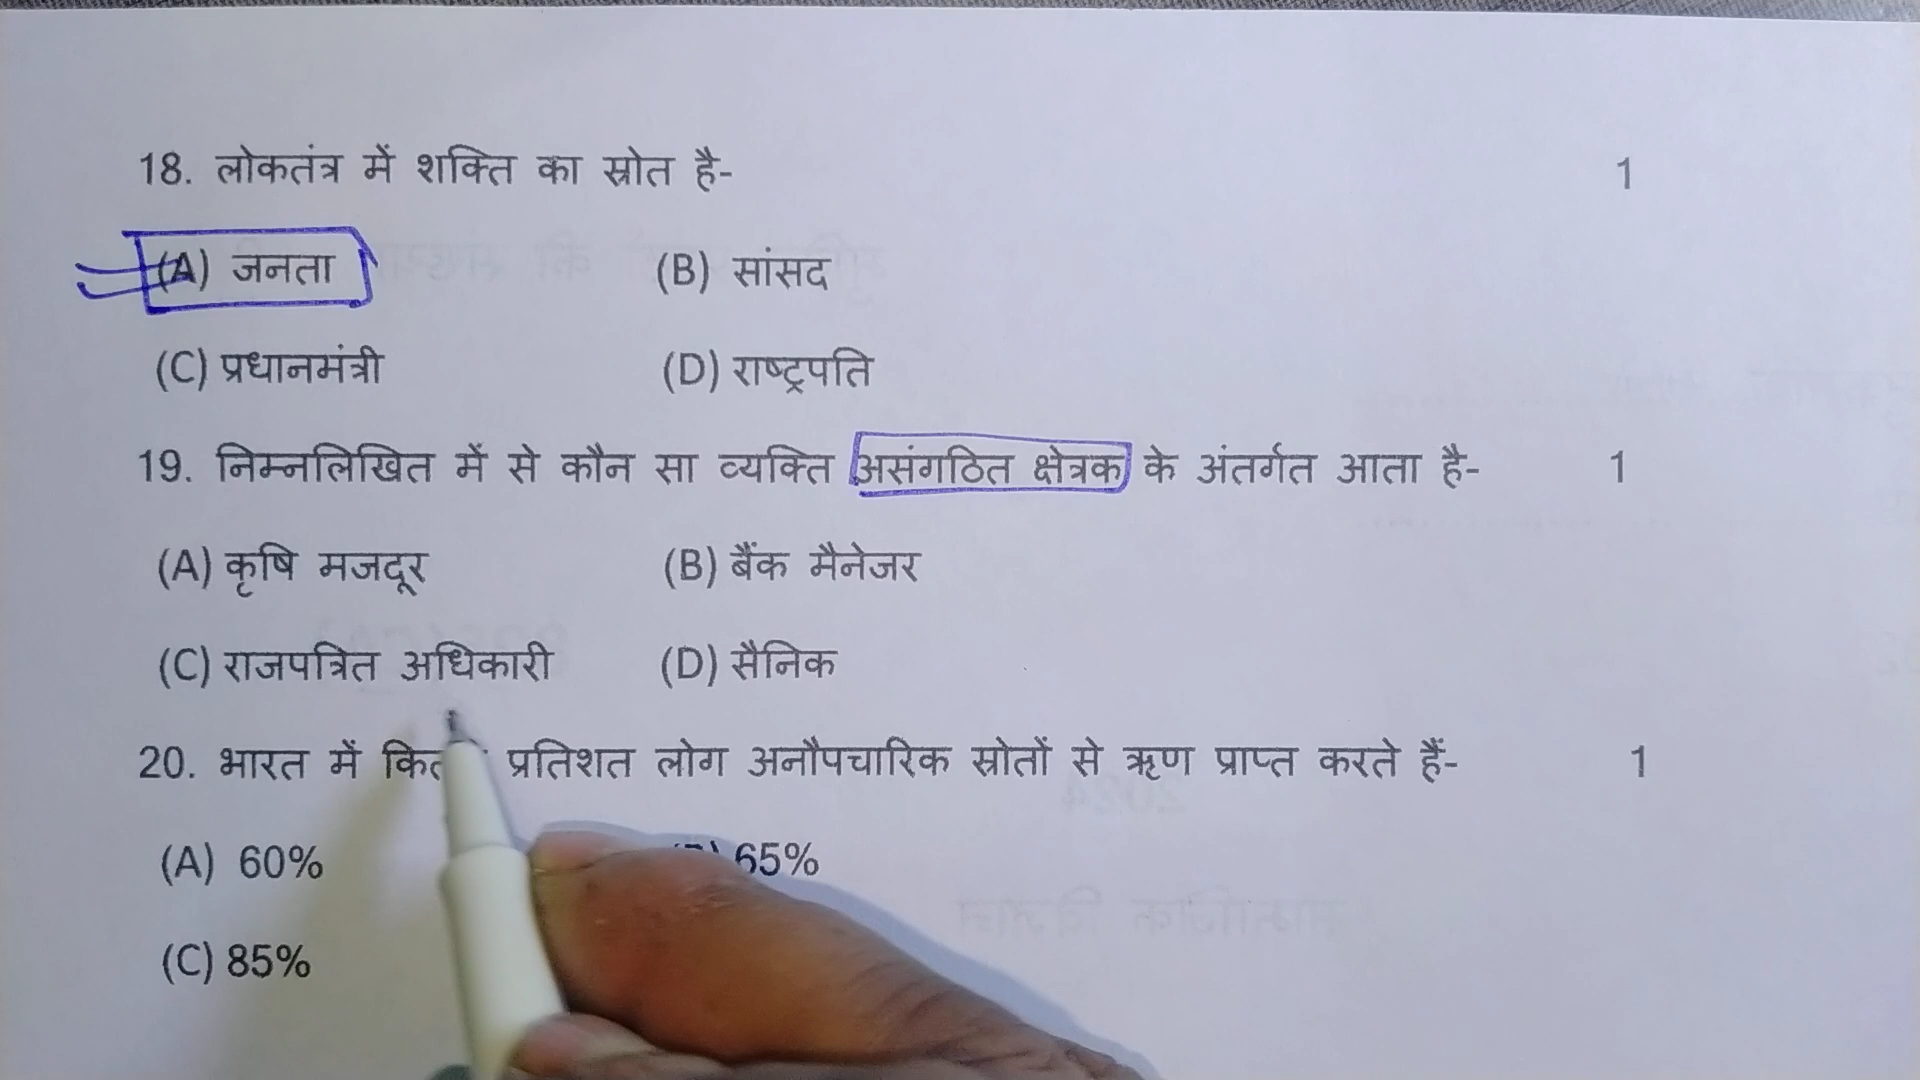 18. लोकतंत्र में शक्ति का स्रोत है- 1
(A) जनता (B) सांसद
(C) प्रधानमंत्री (D) राष्ट्रपति
19. निम्नलिखित में से कौन सा व्यक्ति असंगठित क्षेत्रक के अंतर्गत आता है- 1
(A) कृषि मजदूर (B) बैंक मैनेजर
(C) राजपत्रित अधिकारी (D) सैनिक
20. भारत में प्रतिशत लोग अनौपचारिक स्रोतों से ऋण प्राप्त करते हैं- 1
(A) 60% 65%
(C) 85%